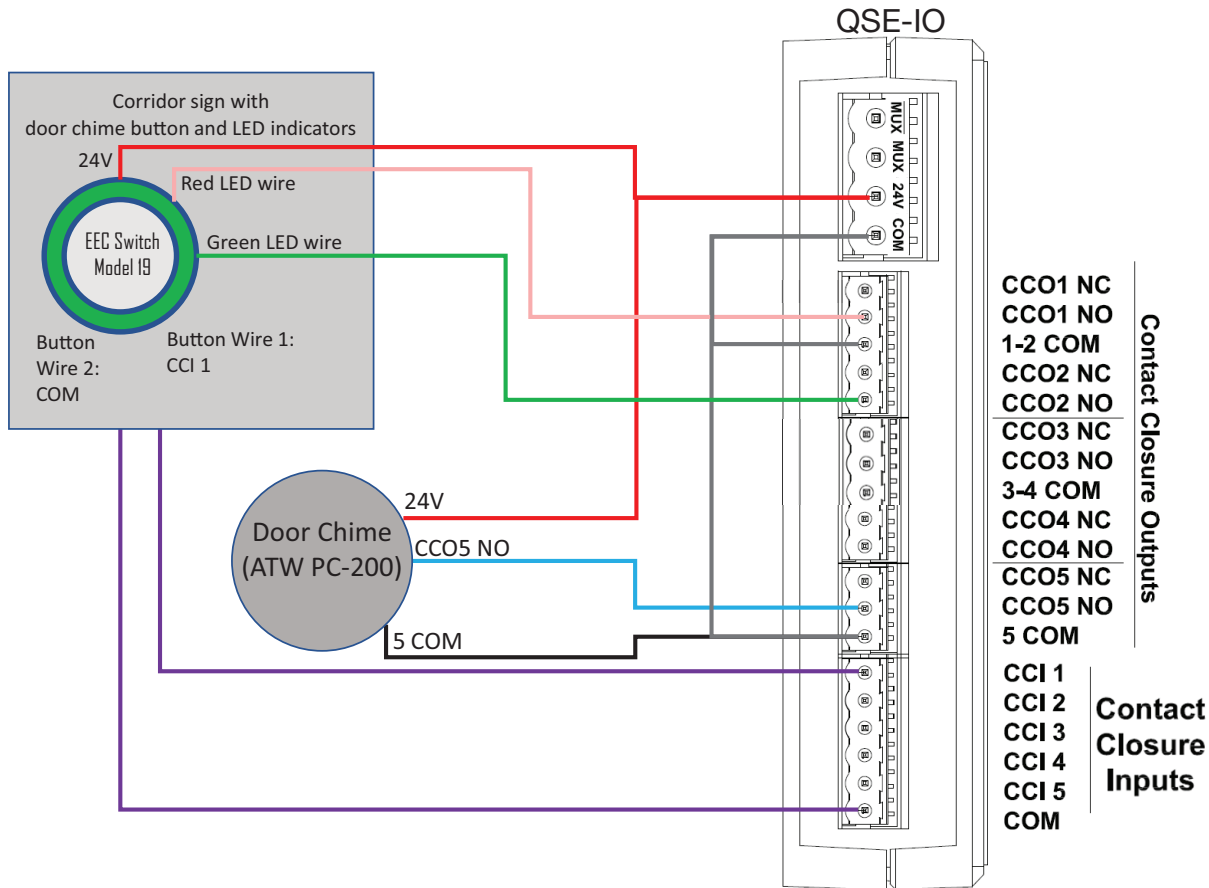 QSE-IO
Corridor sign with
door chime button and LED indicators
24V
Red LED wire
EEC Switch
Model 19
Green LED wire
Button
Wire 2:
COM
Button Wire 1:
CCI 1
MUX
MUX
24V
COM
Door Chime
(ATW PC-200)
24V
CCO5 NO
5 COM
CCO1 NC
CCO1 NO
1-2 COM
CCO2 NC
CCO2 NO
CCO3 NC
CCO3 NO
3-4 COM
CCO4 NC
CCO4 NO
CCO5 NC
CCO5 NO
5 COM
Contact Closure Outputs
CCI 1
CCI 2
CCI 3
CCI 4
CCI 5
COM
Contact
Closure
Inputs